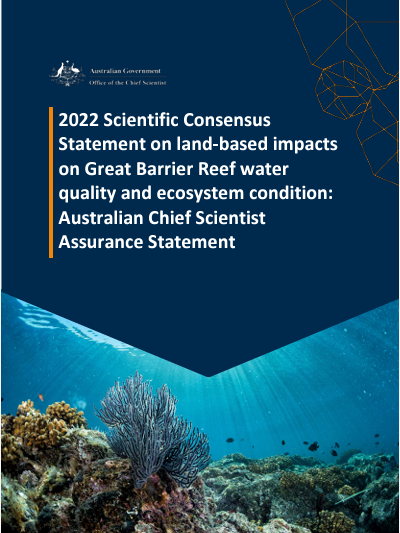 Australian Government
Office of the Chief Scientist
2022 Scientific Consensus
Statement on land-based impacts
on Great Barrier Reef water
quality and ecosystem condition:
Australian Chief Scientist
Assurance Statement